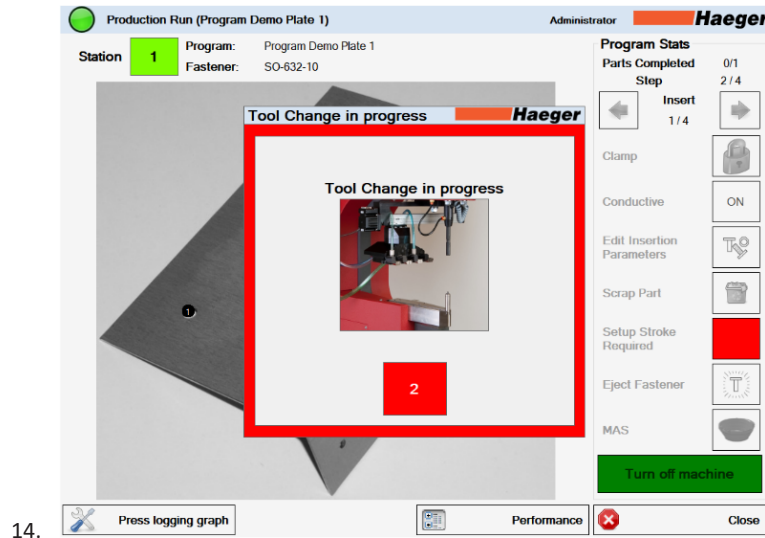 Production Run (Program Demo Plate 1)
Administrator
Haeger
Station
1
Program: Program Demo Plate 1
Fastener: SO-632-10
Program Stats
Parts Completed 0/1
Step 2 / 4
Insert
1 / 4
Tool Change in progress
Haeger
Tool Change in progress
2
1
Clamp
Conductive ON
Edit Insertion
Parameters
Scrap Part
Setup Stroke
Required
Eject Fastener
MAS
Turn off machine
14.
Press logging graph
Performance
Close